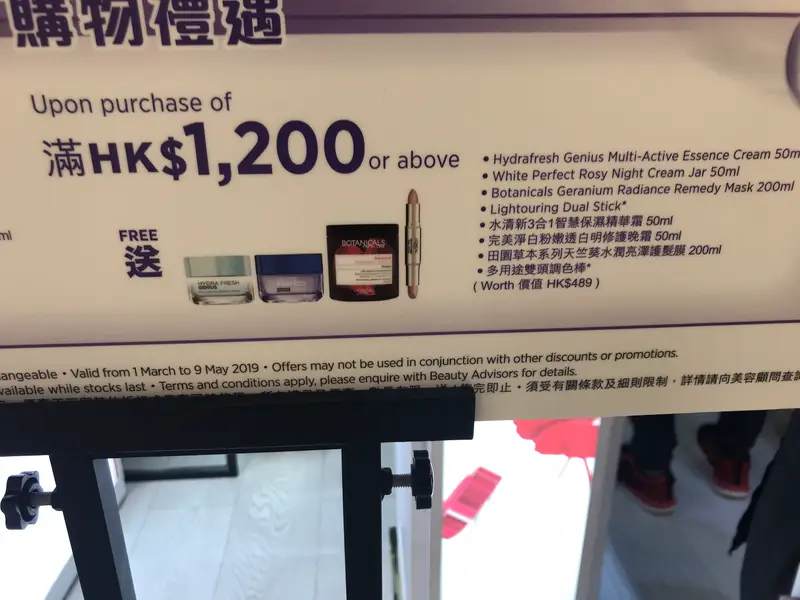 購物禮遇
Upon purchase of
滿HK$1,200 or above
FREE
送
ml
• Hydrafresh Genius Multi-Active Essence Cream 50m
• White Perfect Rosy Night Cream Jar 50ml
• Botanicals Geranium Radiance Remedy Mask 200ml
• Lightouring Dual Stick*
• 水清新3合1智慧保濕精華霜 50ml
• 完美淨白粉嫩透白明修護晚霜 50ml
• 田園草本系列天竺葵水潤亮澤護髮膜 200ml
• 多用途雙頭調色棒*
( Worth 價值 HK$489 )
HYDRA FRESH
GENIUS
BOTANICALS
angeable • Valid from 1 March to 9 May 2019 • Offers may not be used in conjunction with other discounts or promotions.
vailable while stocks last • Terms and conditions apply, please enquire with Beauty Advisors for details.
完即止 • 須受有關條款及細則限制，詳情請向美容顧問查詢